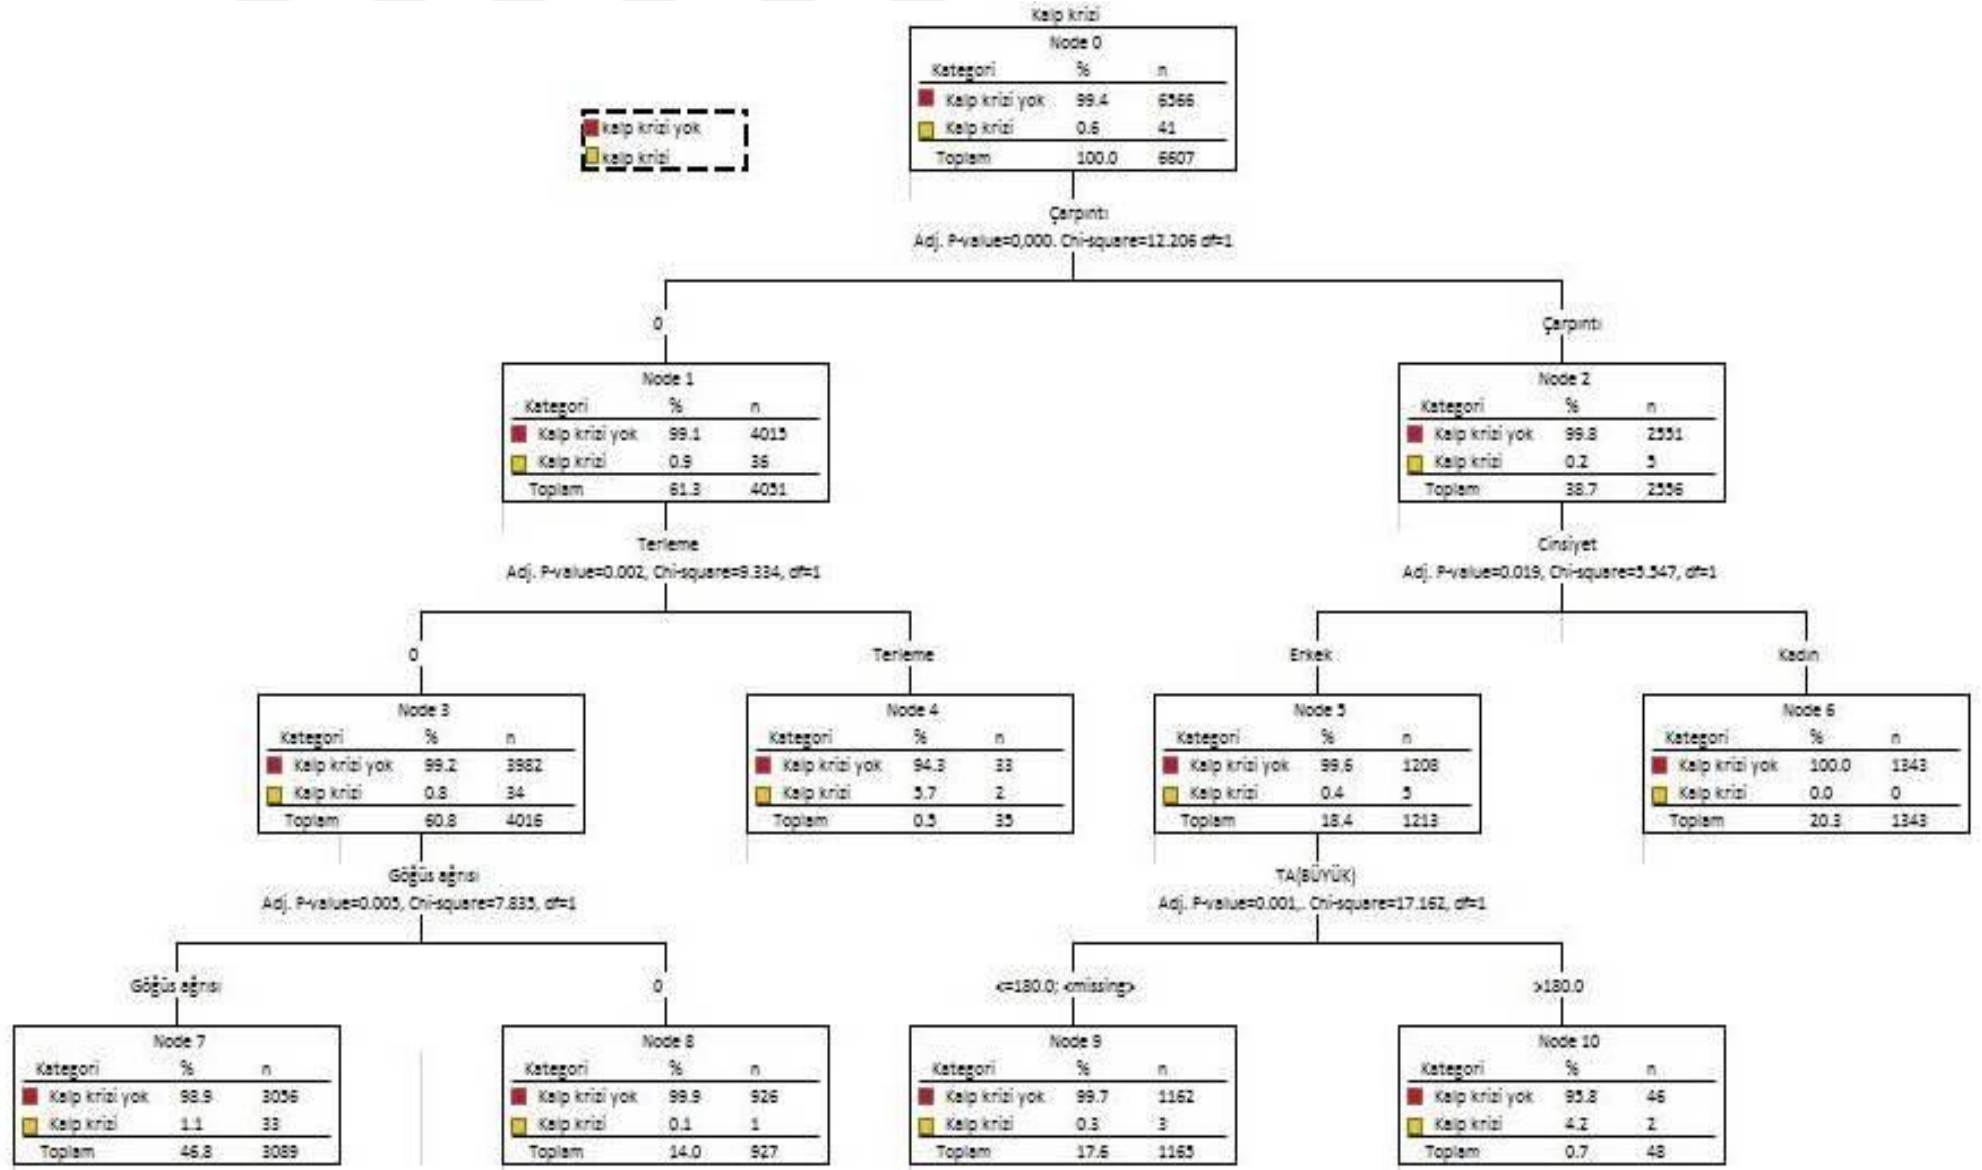 Kalp krizi
Node 0
Kategori % n
Kalp krizi yok 99.4 6566
Kalp krizi 0.6 41
Toplam 100.0 6607
kalp krizi yok
kalp krizi
Çarpıntı
Adj. P-value=0,000. Chi-square=12.206 df=1
0
Çarpıntı
Node 1
Kategori % n
Kalp krizi yok 99.1 4015
Kalp krizi 0.9 36
Toplam 61.3 4051
Node 2
Kategori % n
Kalp krizi yok 99.8 2551
Kalp krizi 0.2 5
Toplam 38.7 2556
Terleme
Adj. P-value=0.002, Chi-square=9.334, df=1
Cinsiyet
Adj. P-value=0.019, Chi-square=5.547, df=1
0
Terleme
Erkek
Kadın
Node 3
Kategori % n
Kalp krizi yok 99.2 3982
Kalp krizi 0.8 34
Toplam 60.8 4016
Node 4
Kategori % n
Kalp krizi yok 94.3 33
Kalp krizi 5.7 2
Toplam 0.5 35
Node 5
Kategori % n
Kalp krizi yok 99.6 1208
Kalp krizi 0.4 5
Toplam 18.4 1213
Node 6
Kategori % n
Kalp krizi yok 100.0 1343
Kalp krizi 0.0 0
Toplam 20.3 1343
Göğüs ağrısı
Adj. P-value=0.005, Chi-square=7.835, df=1
TA(BÜYÜK)
Adj. P-value=0.001,. Chi-square=17.162, df=1
Göğüs ağrısı
0
<=180.0; <missing>
>180.0
Node 7
Kategori % n
Kalp krizi yok 98.9 3056
Kalp krizi 1.1 33
Toplam 46.8 3089
Node 8
Kategori % n
Kalp krizi yok 99.9 926
Kalp krizi 0.1 1
Toplam 14.0 927
Node 9
Kategori % n
Kalp krizi yok 99.7 1162
Kalp krizi 0.3 3
Toplam 17.6 1165
Node 10
Kategori % n
Kalp krizi yok 95.8 46
Kalp krizi 4.2 2
Toplam 0.7 48